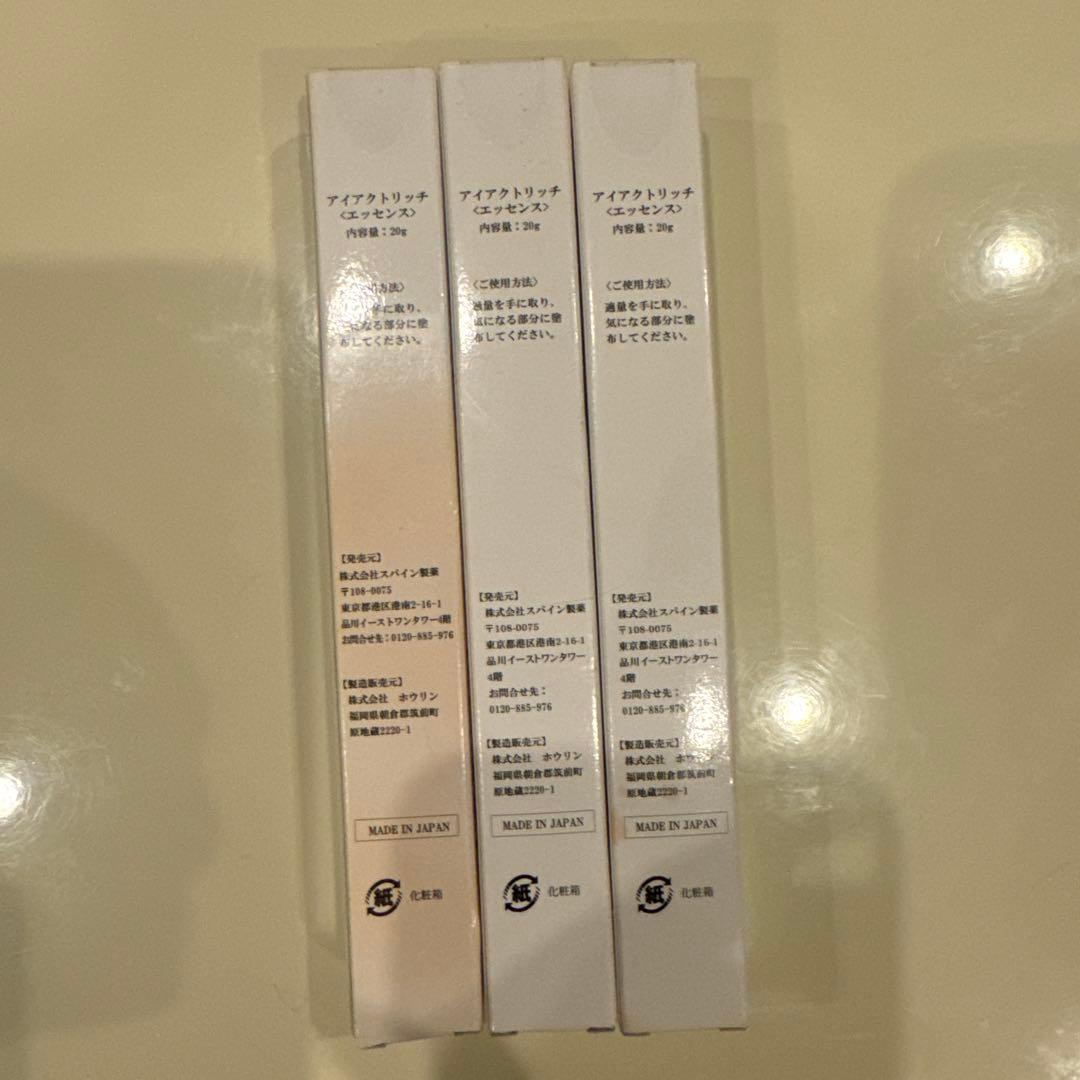 アイアクトリッチ
〈エッセンス〉
内容量：20g
方法〉
手に取り、
になる部分に塗
布してください。
【発売元】
株式会社スパイン製薬
〒108-0075
東京都港区港南2-16-1
品川イーストワンタワー4階
お問合せ先：0120-885-976
【製造販売元】
株式会社　ホウリン
福岡県朝倉郡筑前町
原地蔵2220-1
MADE IN JAPAN
紙 化粧箱
アイアクトリッチ
〈エッセンス〉
内容量：20g
〈ご使用方法〉
適量を手に取り、
気になる部分に塗
布してください。
【発売元】
株式会社スパイン製薬
〒108-0075
東京都港区港南2-16-1
品川イーストワンタワー
4階
お問合せ先：
0120-885-976
【製造販売元】
株式会社　ホウリン
福岡県朝倉郡筑前町
原地蔵2220-1
MADE IN JAPAN
紙 化粧箱
アイアクトリッチ
〈エッセンス〉
内容量：20g
〈ご使用方法〉
適量を手に取り、
気になる部分に塗
布してください。
【発売元】
株式会社スパイン製薬
〒108-0075
東京都港区港南2-16-1
品川イーストワンタワー
4階
お問合せ先：
0120-885-976
【製造販売元】
株式会社　ホウリン
福岡県朝倉郡筑前町
原地蔵2220-1
MADE IN JAPAN
紙 化粧箱